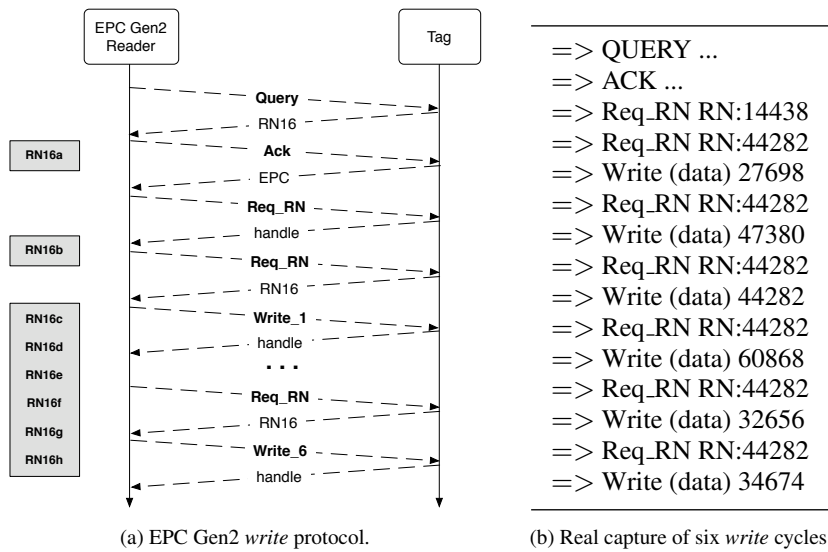 EPC Gen2
Reader
Tag
Query
RN16
RN16a
Ack
EPC
Req_RN
handle
RN16b
Req_RN
RN16
RN16c
Write_1
RN16d
handle
RN16e
. . .
RN16f
Req_RN
RN16g
RN16
RN16h
Write_6
handle
(a) EPC Gen2 write protocol.
=> QUERY ...
=> ACK ...
=> Req_RN RN:14438
=> Req_RN RN:44282
=> Write (data) 27698
=> Req_RN RN:44282
=> Write (data) 47380
=> Req_RN RN:44282
=> Write (data) 44282
=> Req_RN RN:44282
=> Write (data) 60868
=> Req_RN RN:44282
=> Write (data) 32656
=> Req_RN RN:44282
=> Write (data) 34674
(b) Real capture of six write cycles